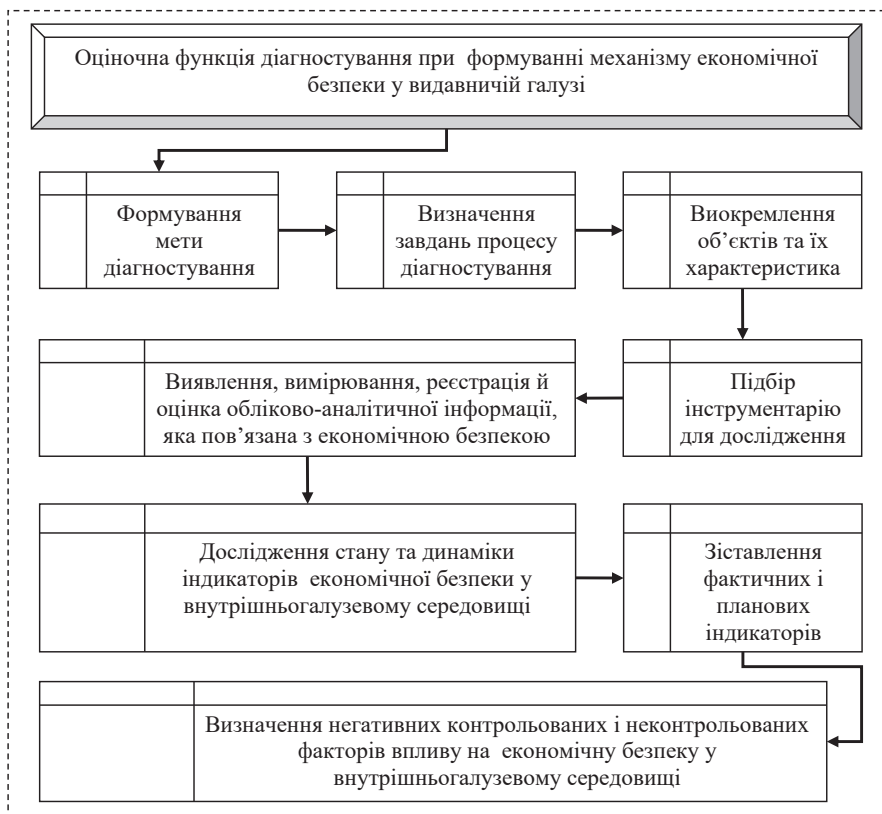 Оціночна функція діагностування при формуванні механізму економічної
безпеки у видавничій галузі
Формування
мети
діагностування
Визначення
завдань процесу
діагностування
Виокремлення
об’єктів та їх
характеристика
Підбір
інструментарію
для дослідження
Виявлення, вимірювання, реєстрація й
оцінка обліково-аналітичної інформації,
яка пов’язана з економічною безпекою
Дослідження стану та динаміки
індикаторів економічної безпеки у
внутрішньогалузевому середовищі
Зіставлення
фактичних і
планових
індикаторів
Визначення негативних контрольованих і неконтрольованих
факторів впливу на економічну безпеку у
внутрішньогалузевому середовищі